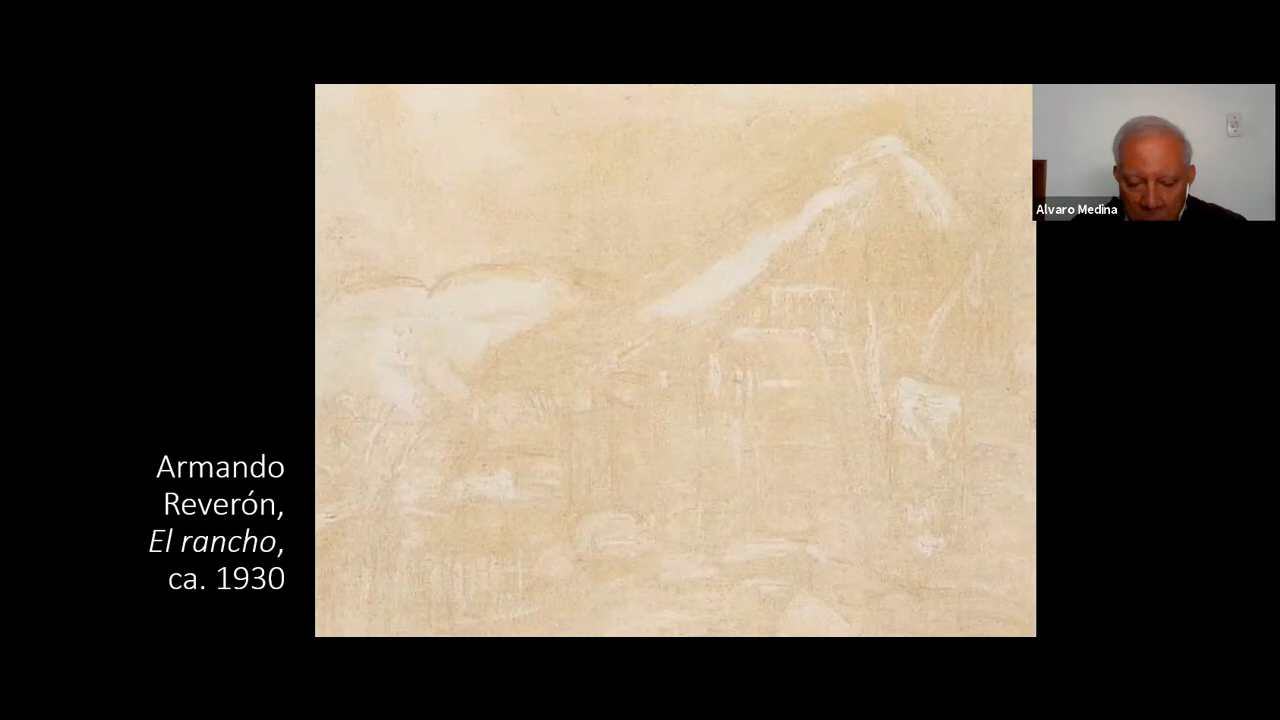 Armando
Reverón,
El rancho,
ca. 1930
Alvaro Medina